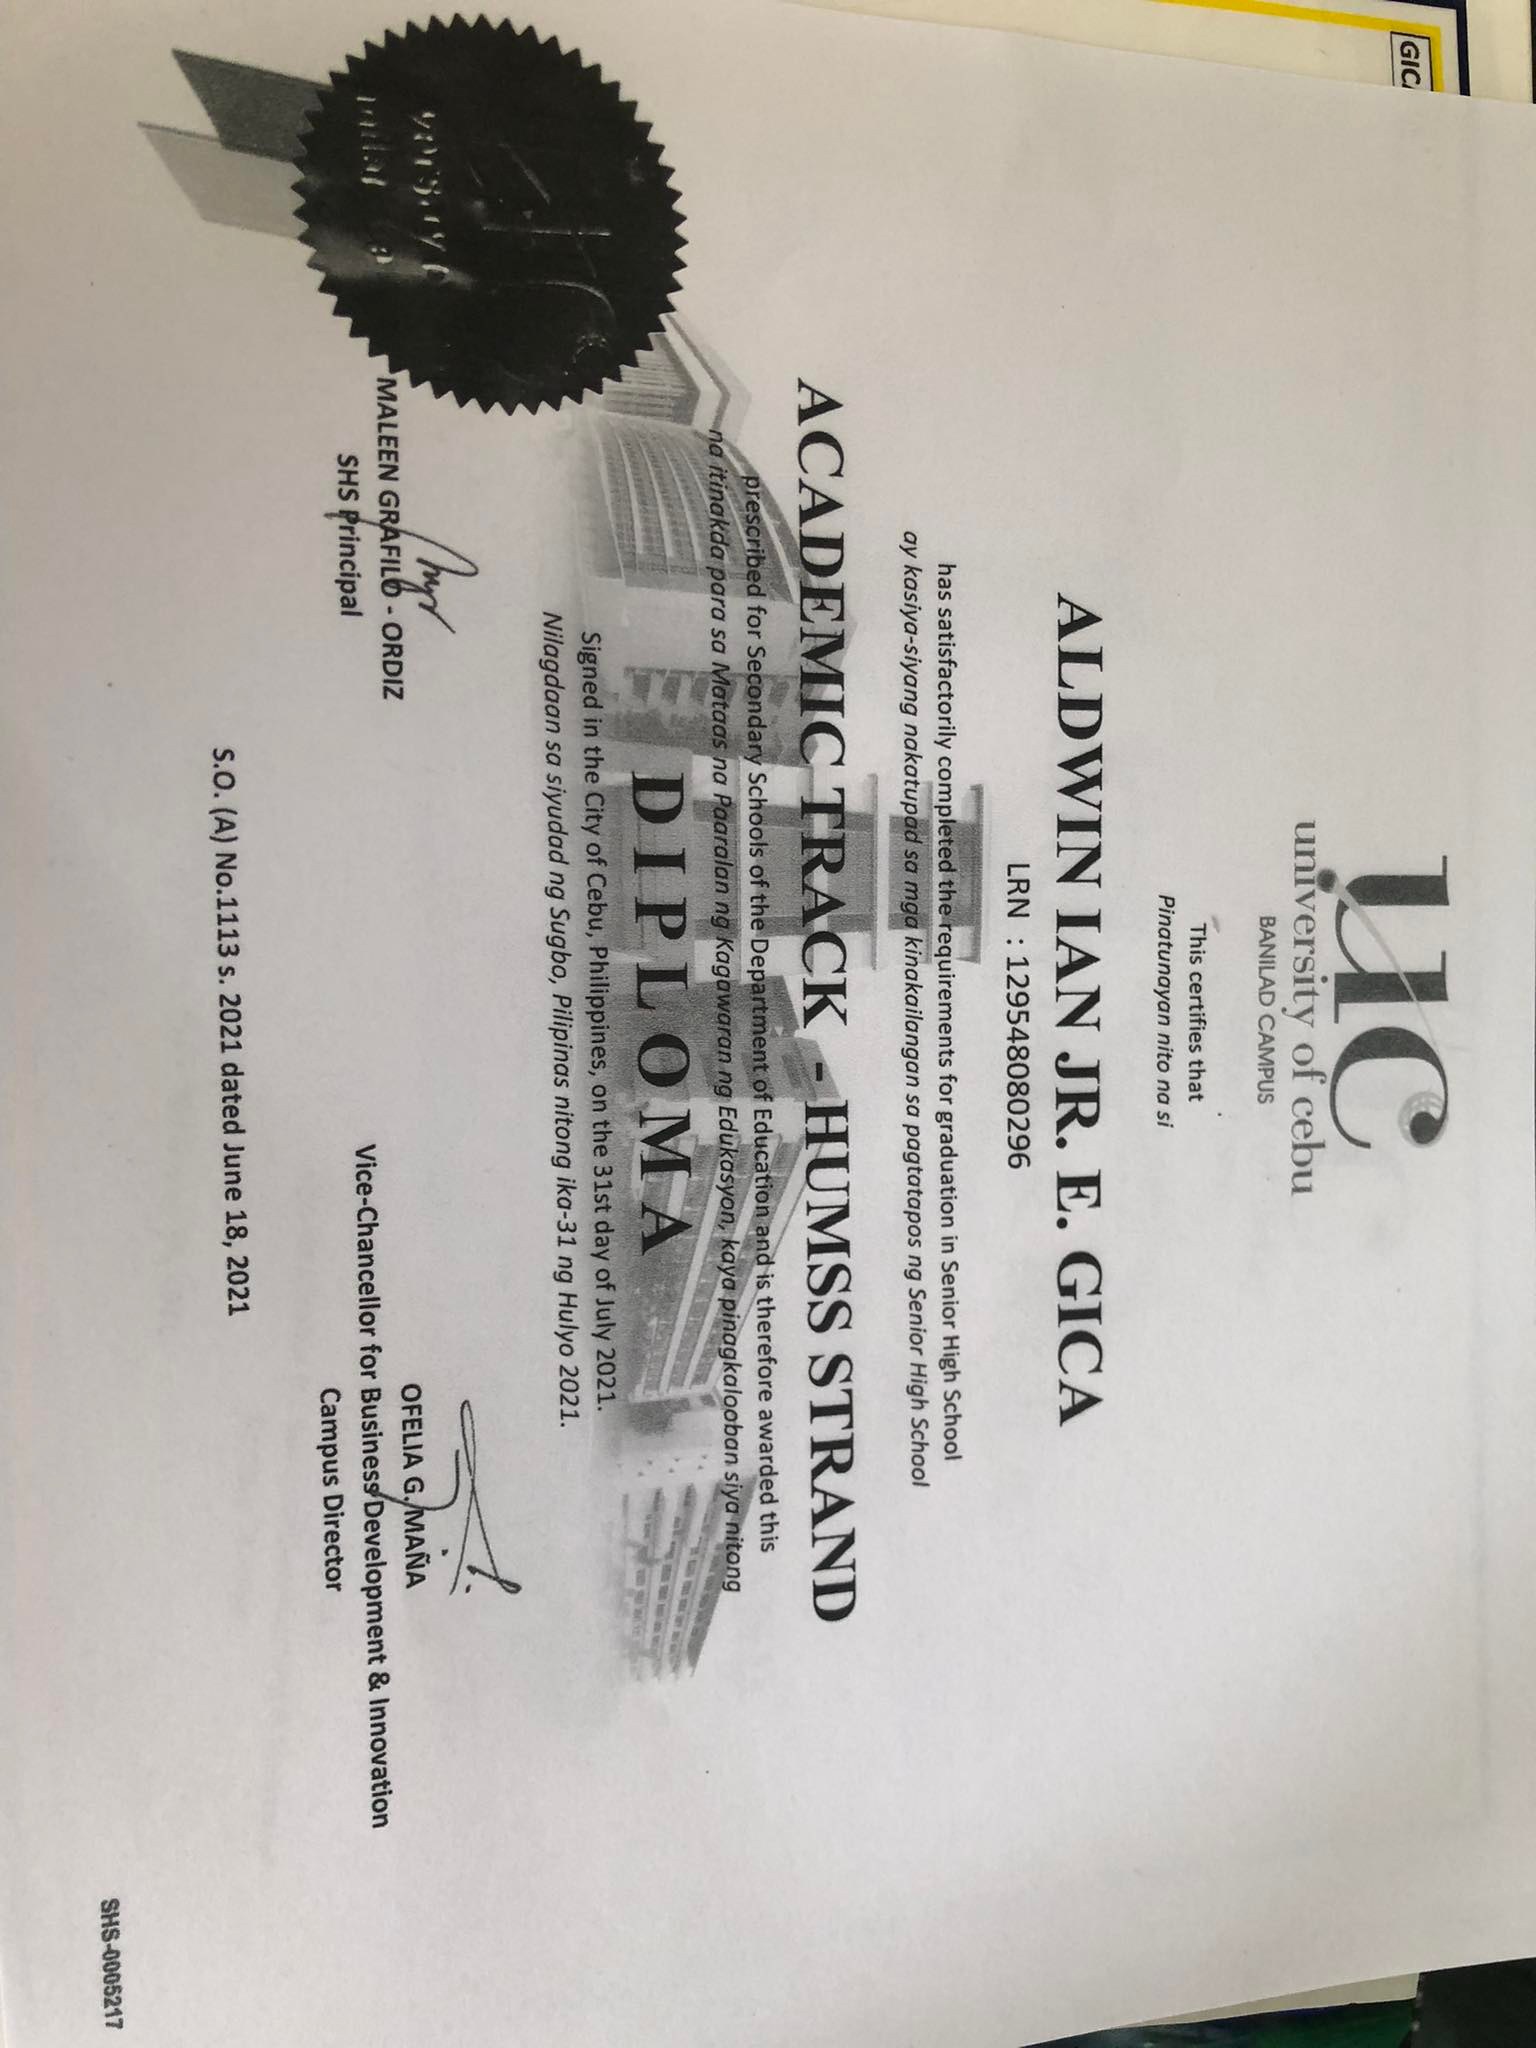 GICA
UC
university of cebu
BANILAD CAMPUS
This certifies that
Pinatunayan nito na si
ALDWIN IAN JR. E. GICA
LRN : 129548080296
has satisfactorily completed the requirements for graduation in Senior High School
ay kasiya-siyang nakatupad sa mga kinakailangan sa pagtatapos ng Senior High School
ACADEMIC TRACK - HUMSS STRAND
prescribed for Secondary Schools of the Department of Education and is therefore awarded this
na itinakda para sa Mataas na Paaralan ng Kagawaran ng Edukasyon, kaya pinagkalooban siya nitong
DIPLOMA
Signed in the City of Cebu, Philippines, on the 31st day of July 2021.
Nilagdaan sa siyudad ng Sugbo, Pilipinas nitong ika-31 ng Hulyo 2021.
MALEEN GRAFILO - ORDIZ
SHS Principal
OFELIA G. MAÑA
Vice-Chancellor for Business Development & Innovation
Campus Director
S.O. (A) No.1113 s. 2021 dated June 18, 2021
SHS-0005217